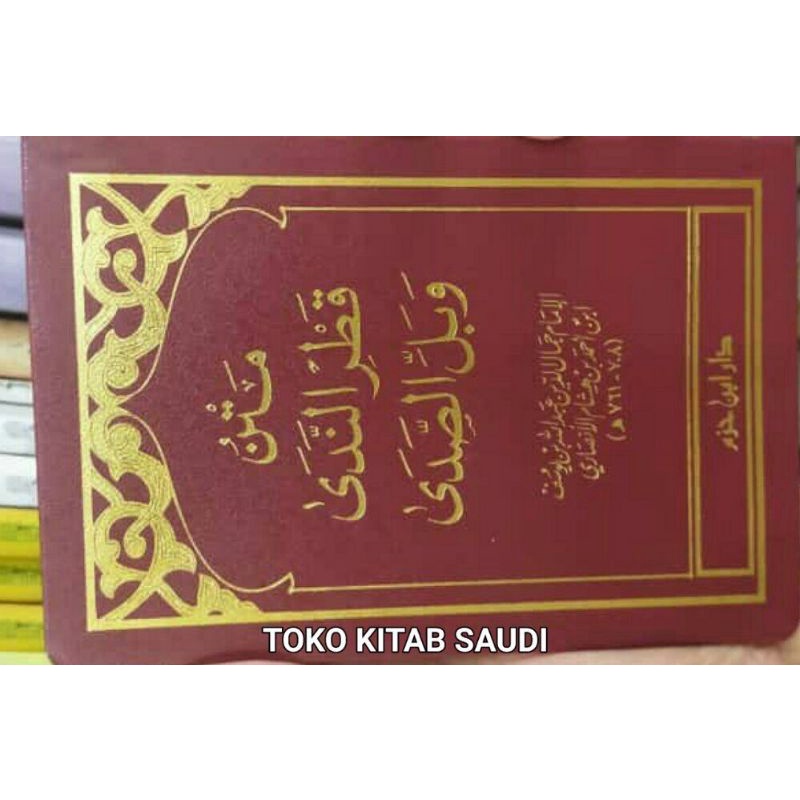 مَتْنُ
قَطْرُ النَّدَىٰ
وَبَلُّ الصَّدَىٰ
الإمام جمال الدين عبد الله بن يوسف
ابن أحمد بن هشام الأنصاري
(٧٠٨ - ٧٦١ هـ)
دار ابن حزم
TOKO KITAB SAUDI